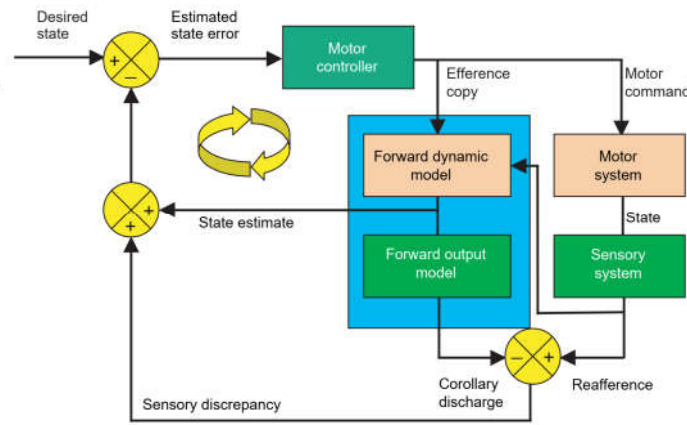 Desired
state
Estimated
state error
Motor
controller
Efference
copy
Motor
command
+
−
Forward dynamic
model
Motor
system
+
+
State estimate
State
Forward output
model
Sensory
system
−
+
Corollary
discharge
Reafference
Sensory discrepancy